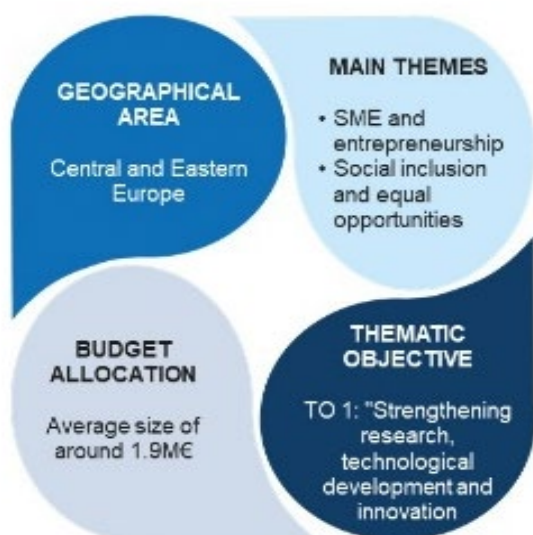 GEOGRAPHICAL
AREA
Central and Eastern
Europe
MAIN THEMES
• SME and
entrepreneurship
• Social inclusion
and equal
opportunities
BUDGET
ALLOCATION
Average size of
around 1.9M€
THEMATIC
OBJECTIVE
TO 1: "Strengthening
research,
technological
development and
innovation